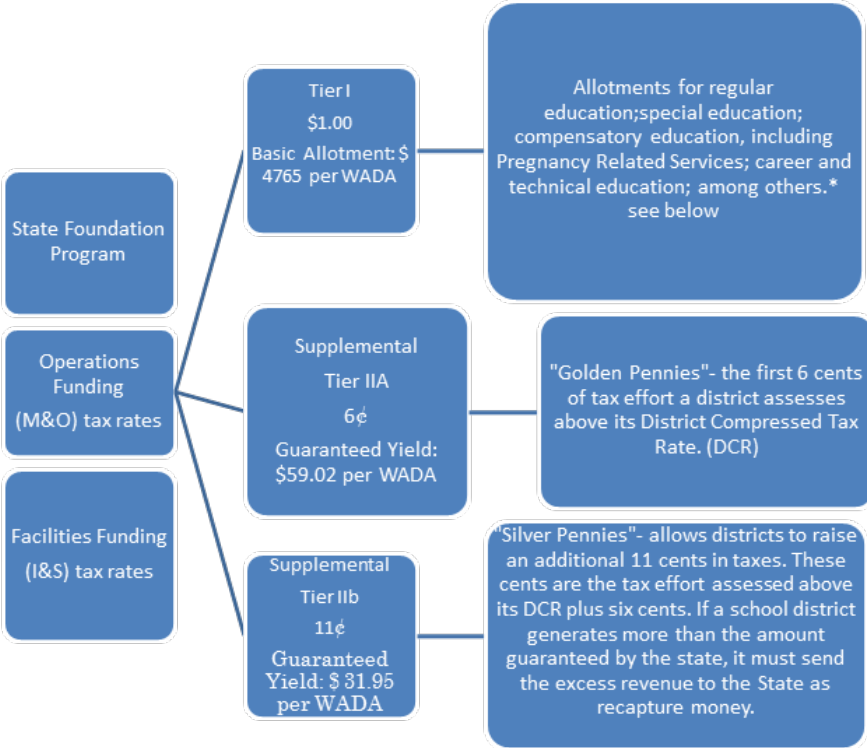 State Foundation
Program
Operations
Funding
(M&O) tax rates
Facilities Funding
(I&S) tax rates
Tier I
$1.00
Basic Allotment: $
4765 per WADA
Allotments for regular
education;special education;
compensatory education, including
Pregnancy Related Services; career and
technical education; among others.*
see below
Supplemental
Tier IIA
6¢
Guaranteed Yield:
$59.02 per WADA
"Golden Pennies"- the first 6 cents
of tax effort a district assesses
above its District Compressed Tax
Rate. (DCR)
Supplemental
Tier IIb
11¢
Guaranteed
Yield: $ 31.95
per WADA
"Silver Pennies"- allows districts to raise
an additional 11 cents in taxes. These
cents are the tax effort assessed above
its DCR plus six cents. If a school district
generates more than the amount
guaranteed by the state, it must send
the excess revenue to the State as
recapture money.